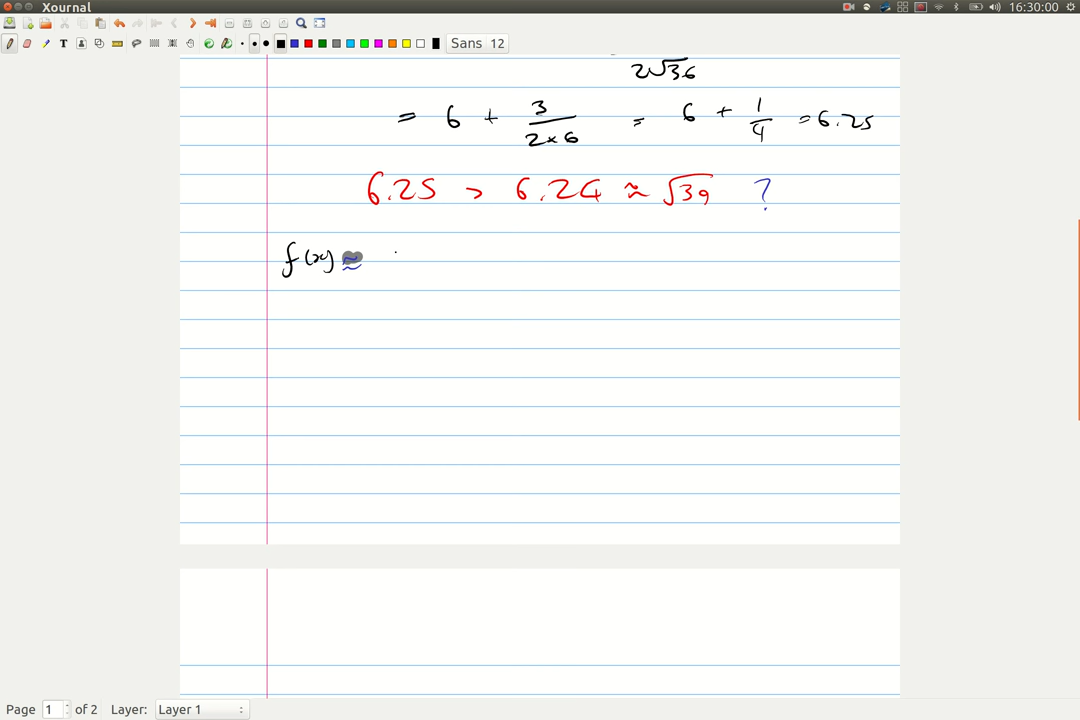 Xournal 16:30:00
Sans 12
2√36
= 6 + 3/(2×6) = 6 + 1/4 = 6.25
6.25 > 6.24 ≈ √39 ?
f(x) ≈
Page 1 of 2 Layer: Layer 1